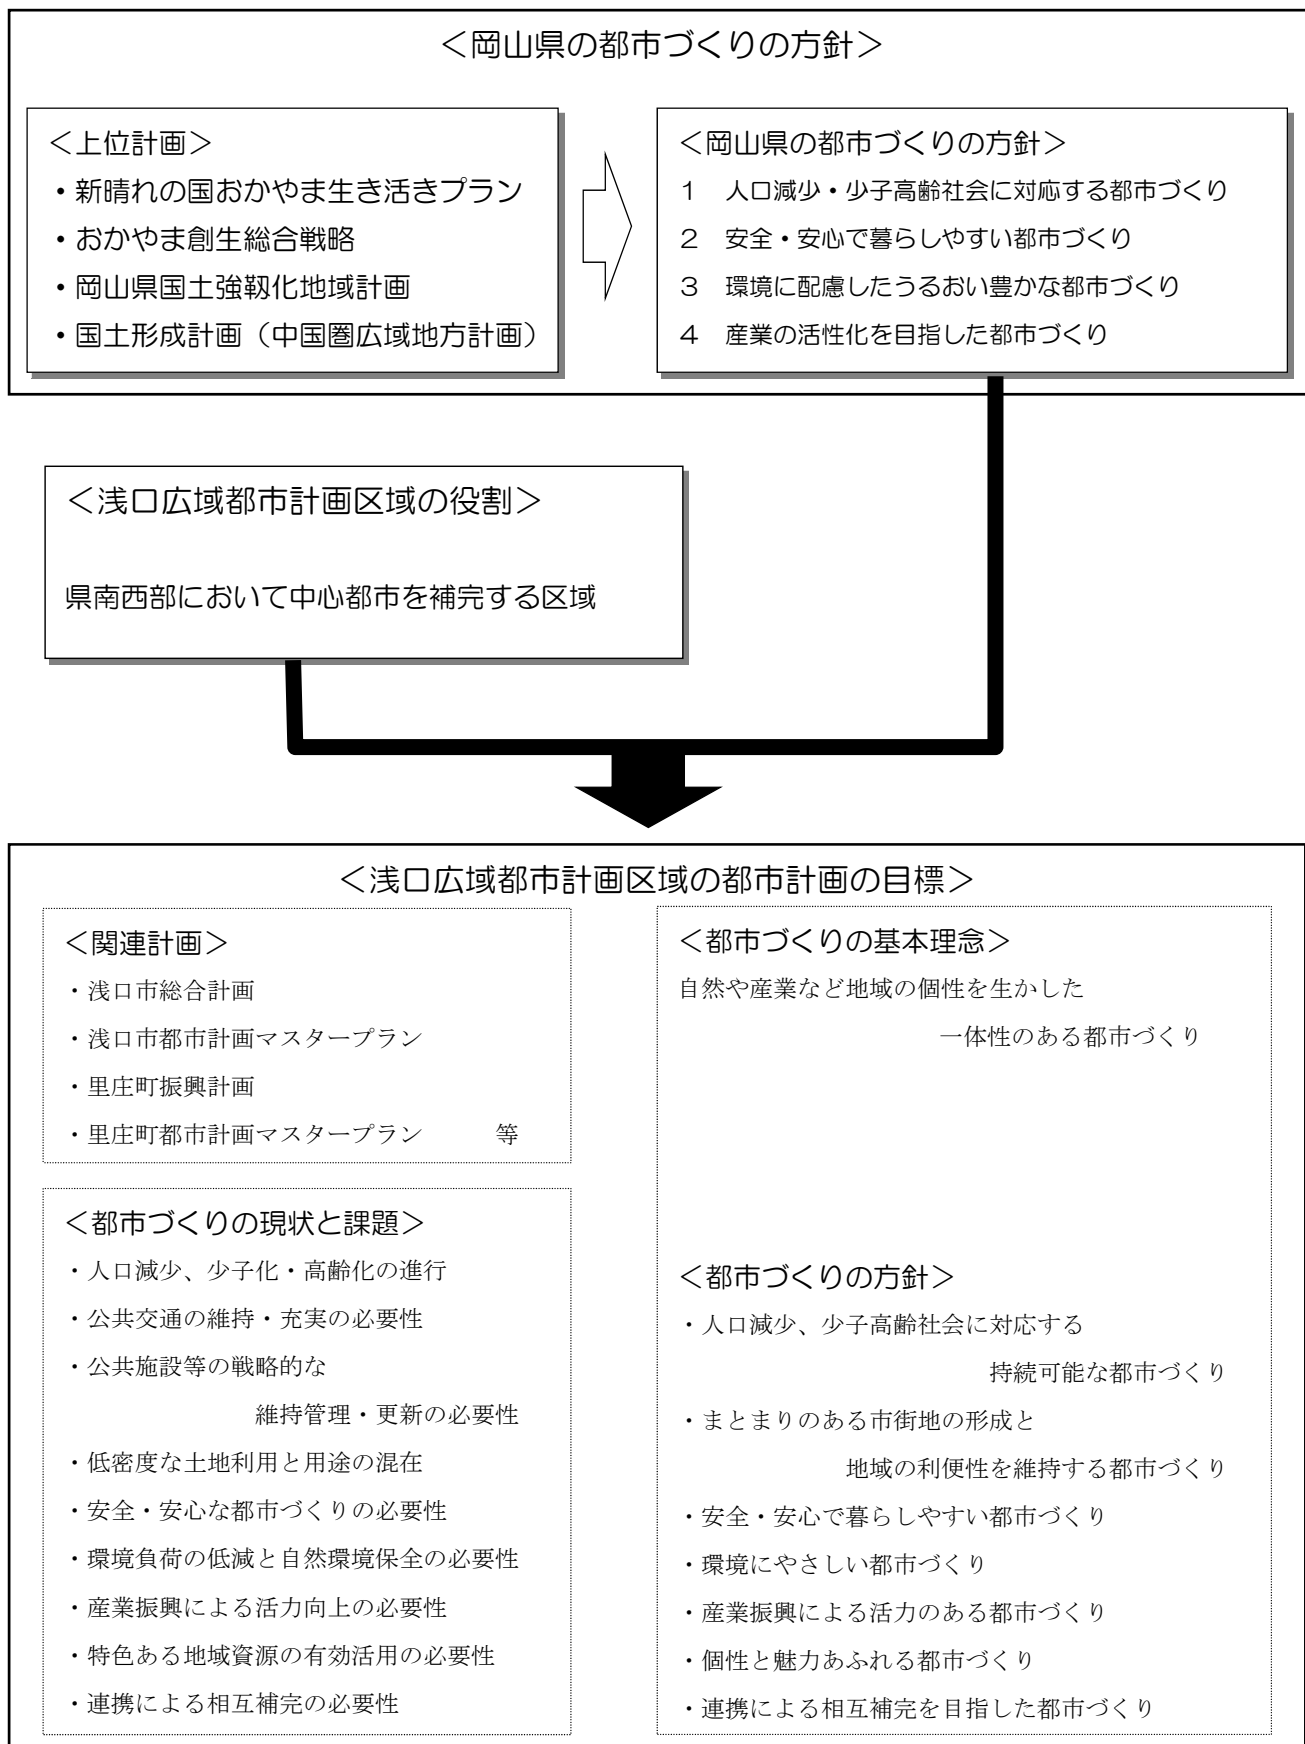 ＜岡山県の都市づくりの方針＞
＜上位計画＞
・新晴れの国おかやま生き活きプラン
・おかやま創生総合戦略
・岡山県国土強靱化地域計画
・国土形成計画（中国圏広域地方計画）
＜岡山県の都市づくりの方針＞
１　人口減少・少子高齢社会に対応する都市づくり
２　安全・安心で暮らしやすい都市づくり
３　環境に配慮したうるおい豊かな都市づくり
４　産業の活性化を目指した都市づくり
＜浅口広域都市計画区域の役割＞
県南西部において中心都市を補完する区域
＜浅口広域都市計画区域の都市計画の目標＞
＜関連計画＞
・浅口市総合計画
・浅口市都市計画マスタープラン
・里庄町振興計画
・里庄町都市計画マスタープラン　　　等
＜都市づくりの現状と課題＞
・人口減少、少子化・高齢化の進行
・公共交通の維持・充実の必要性
・公共施設等の戦略的な
維持管理・更新の必要性
・低密度な土地利用と用途の混在
・安全・安心な都市づくりの必要性
・環境負荷の低減と自然環境保全の必要性
・産業振興による活力向上の必要性
・特色ある地域資源の有効活用の必要性
・連携による相互補完の必要性
＜都市づくりの基本理念＞
自然や産業など地域の個性を生かした
一体性のある都市づくり
＜都市づくりの方針＞
・人口減少、少子高齢社会に対応する
持続可能な都市づくり
・まとまりのある市街地の形成と
地域の利便性を維持する都市づくり
・安全・安心で暮らしやすい都市づくり
・環境にやさしい都市づくり
・産業振興による活力のある都市づくり
・個性と魅力あふれる都市づくり
・連携による相互補完を目指した都市づくり